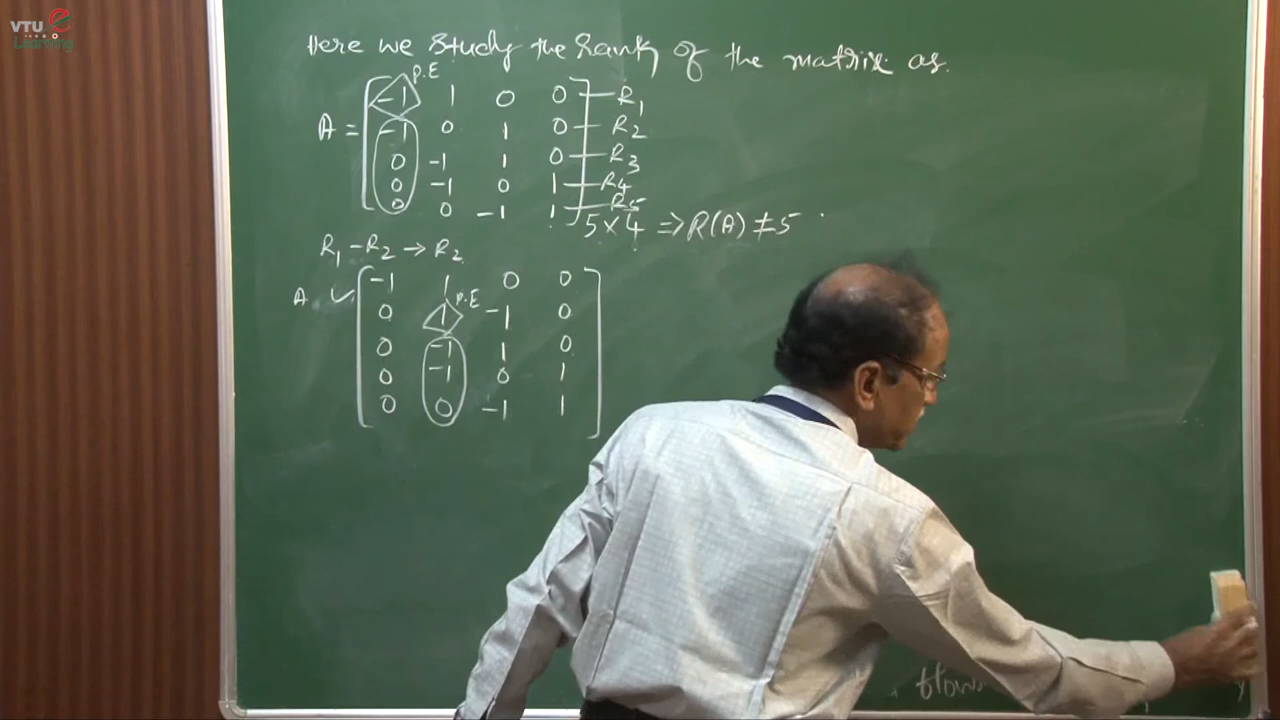 VTU e
Learning
Here we study the Rank of the matrix as
P.E
-1 1 0 0 — R1
A = -1 0 1 0 — R2
0 -1 1 0 — R3
0 -1 0 1 — R4
0 0 -1 1 — R5
5×4 ⇒ R(A) ≠ 5
R1 - R2 → R2
-1 1 0 0
P.E
A ~ 0 1 -1 0
0 -1 1 0
0 -1 0 1
0 0 -1 1
flows